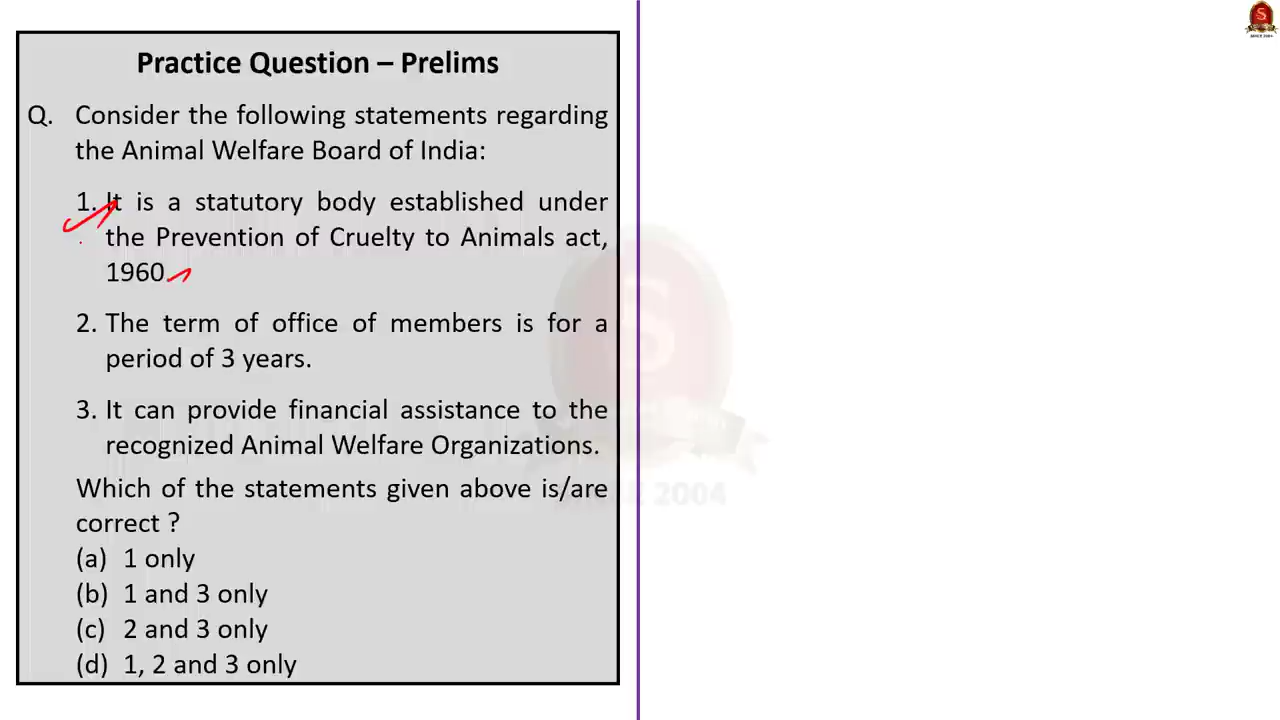 Practice Question – Prelims
Q. Consider the following statements regarding
the Animal Welfare Board of India:
1. It is a statutory body established under
the Prevention of Cruelty to Animals act,
1960
2. The term of office of members is for a
period of 3 years.
3. It can provide financial assistance to the
recognized Animal Welfare Organizations.
Which of the statements given above is/are
correct ?
(a) 1 only
(b) 1 and 3 only
(c) 2 and 3 only
(d) 1, 2 and 3 only
S
SINCE 2004
S
SINCE 2004